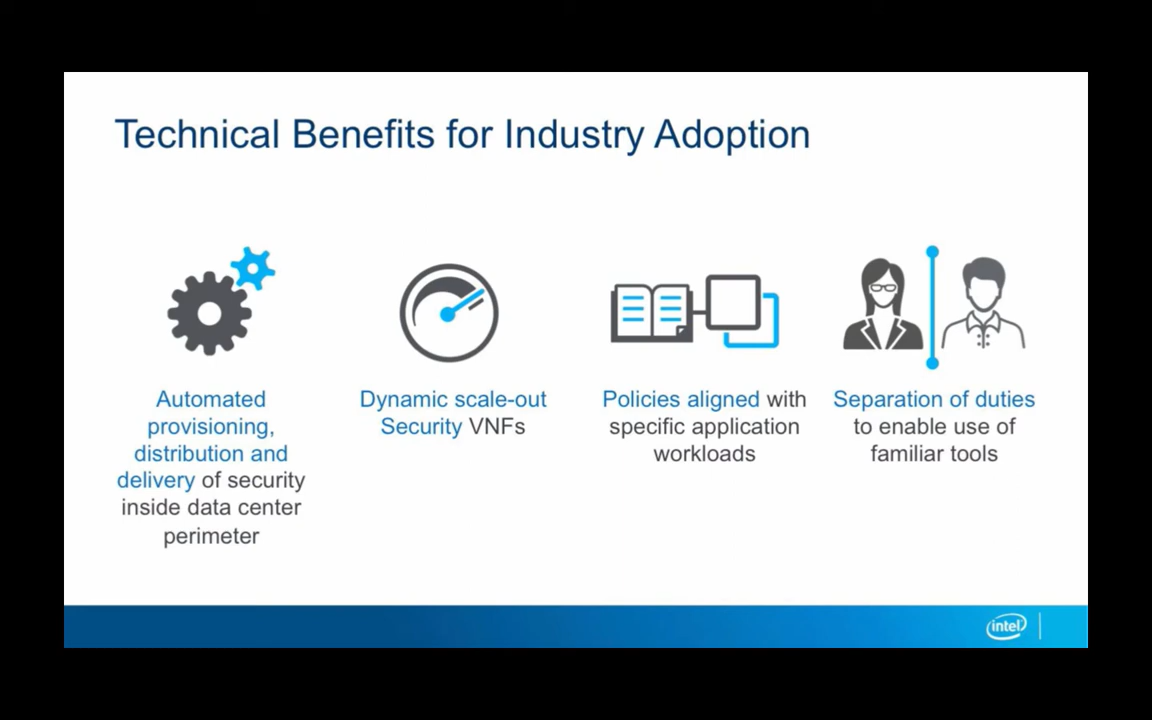 Technical Benefits for Industry Adoption
Automated
provisioning,
distribution and
delivery of security
inside data center
perimeter
Dynamic scale-out
Security VNFs
Policies aligned with
specific application
workloads
Separation of duties
to enable use of
familiar tools
intel